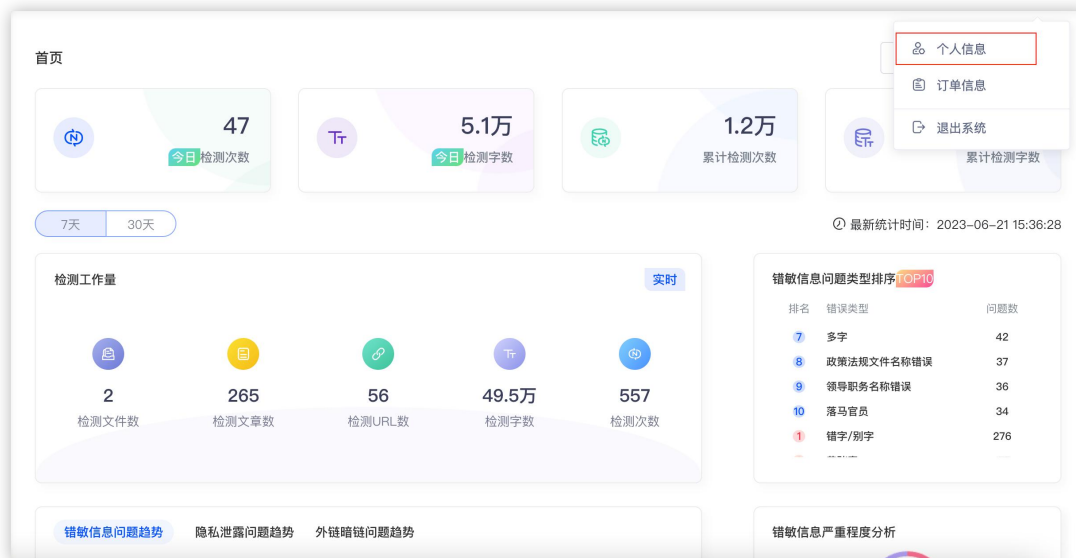 首页
个人信息
订单信息
退出系统
47
今日检测次数
5.1万
今日检测字数
1.2万
累计检测次数
累计检测字数
7天
30天
最新统计时间：2023-06-21 15:36:28
检测工作量
实时
2
检测文件数
265
检测文章数
56
检测URL数
49.5万
检测字数
557
检测次数
错敏信息问题类型排序TOP10
排名 错误类型 问题数
7 多字 42
8 政策法规文件名称错误 37
9 领导职务名称错误 36
10 落马官员 34
1 错字/别字 276
错敏信息问题趋势
隐私泄露问题趋势
外链暗链问题趋势
错敏信息严重程度分析